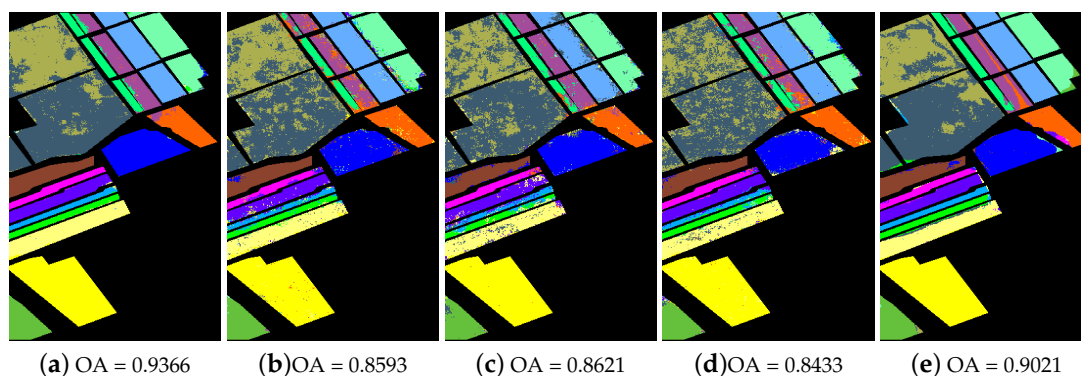 (a) OA = 0.9366 (b)OA = 0.8593 (c) OA = 0.8621 (d)OA = 0.8433 (e) OA = 0.9021